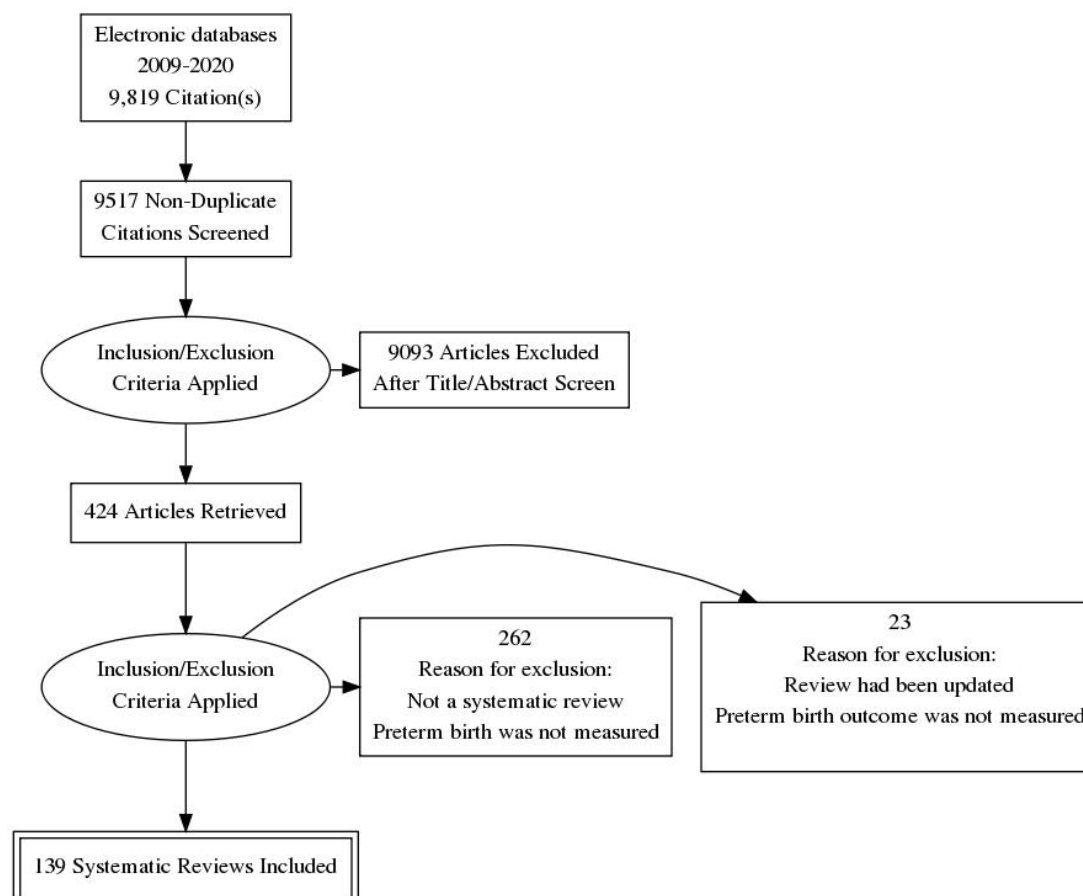 Electronic databases
2009-2020
9,819 Citation(s)
9517 Non-Duplicate
Citations Screened
Inclusion/Exclusion
Criteria Applied
9093 Articles Excluded
After Title/Abstract Screen
424 Articles Retrieved
Inclusion/Exclusion
Criteria Applied
262
Reason for exclusion:
Not a systematic review
Preterm birth was not measured
23
Reason for exclusion:
Review had been updated
Preterm birth outcome was not measured
139 Systematic Reviews Included